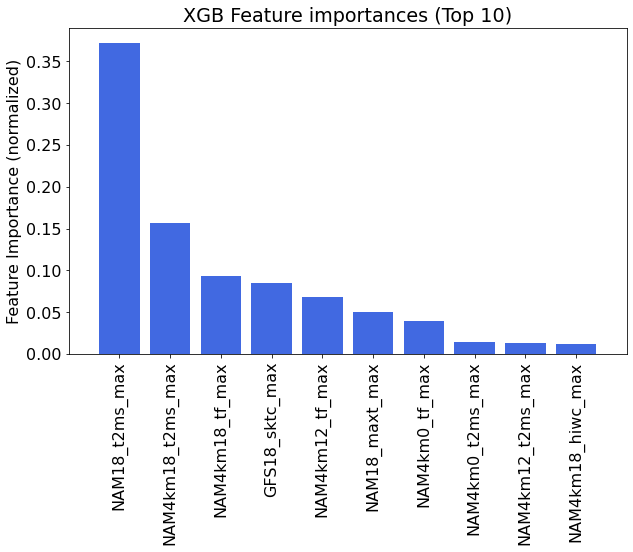 XGB Feature importances (Top 10)
Feature Importance (normalized)
0.35
0.30
0.25
0.20
0.15
0.10
0.05
0.00
NAM18_t2ms_max
NAM4km18_t2ms_max
NAM4km18_tf_max
GFS18_sktc_max
NAM4km12_tf_max
NAM18_maxt_max
NAM4km0_tf_max
NAM4km0_t2ms_max
NAM4km12_t2ms_max
NAM4km18_hiwc_max